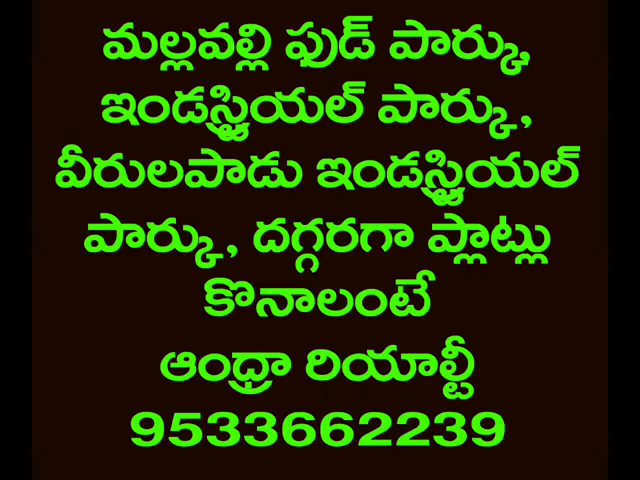 మల్లవల్లి ఫుడ్ పార్కు,
ఇండస్ట్రియల్ పార్కు,
వీరులపాడు ఇండస్ట్రియల్
పార్కు, దగ్గరగా ప్లాట్లు
కొనాలంటే
ఆంధ్రా రియాల్టీ
9533662239